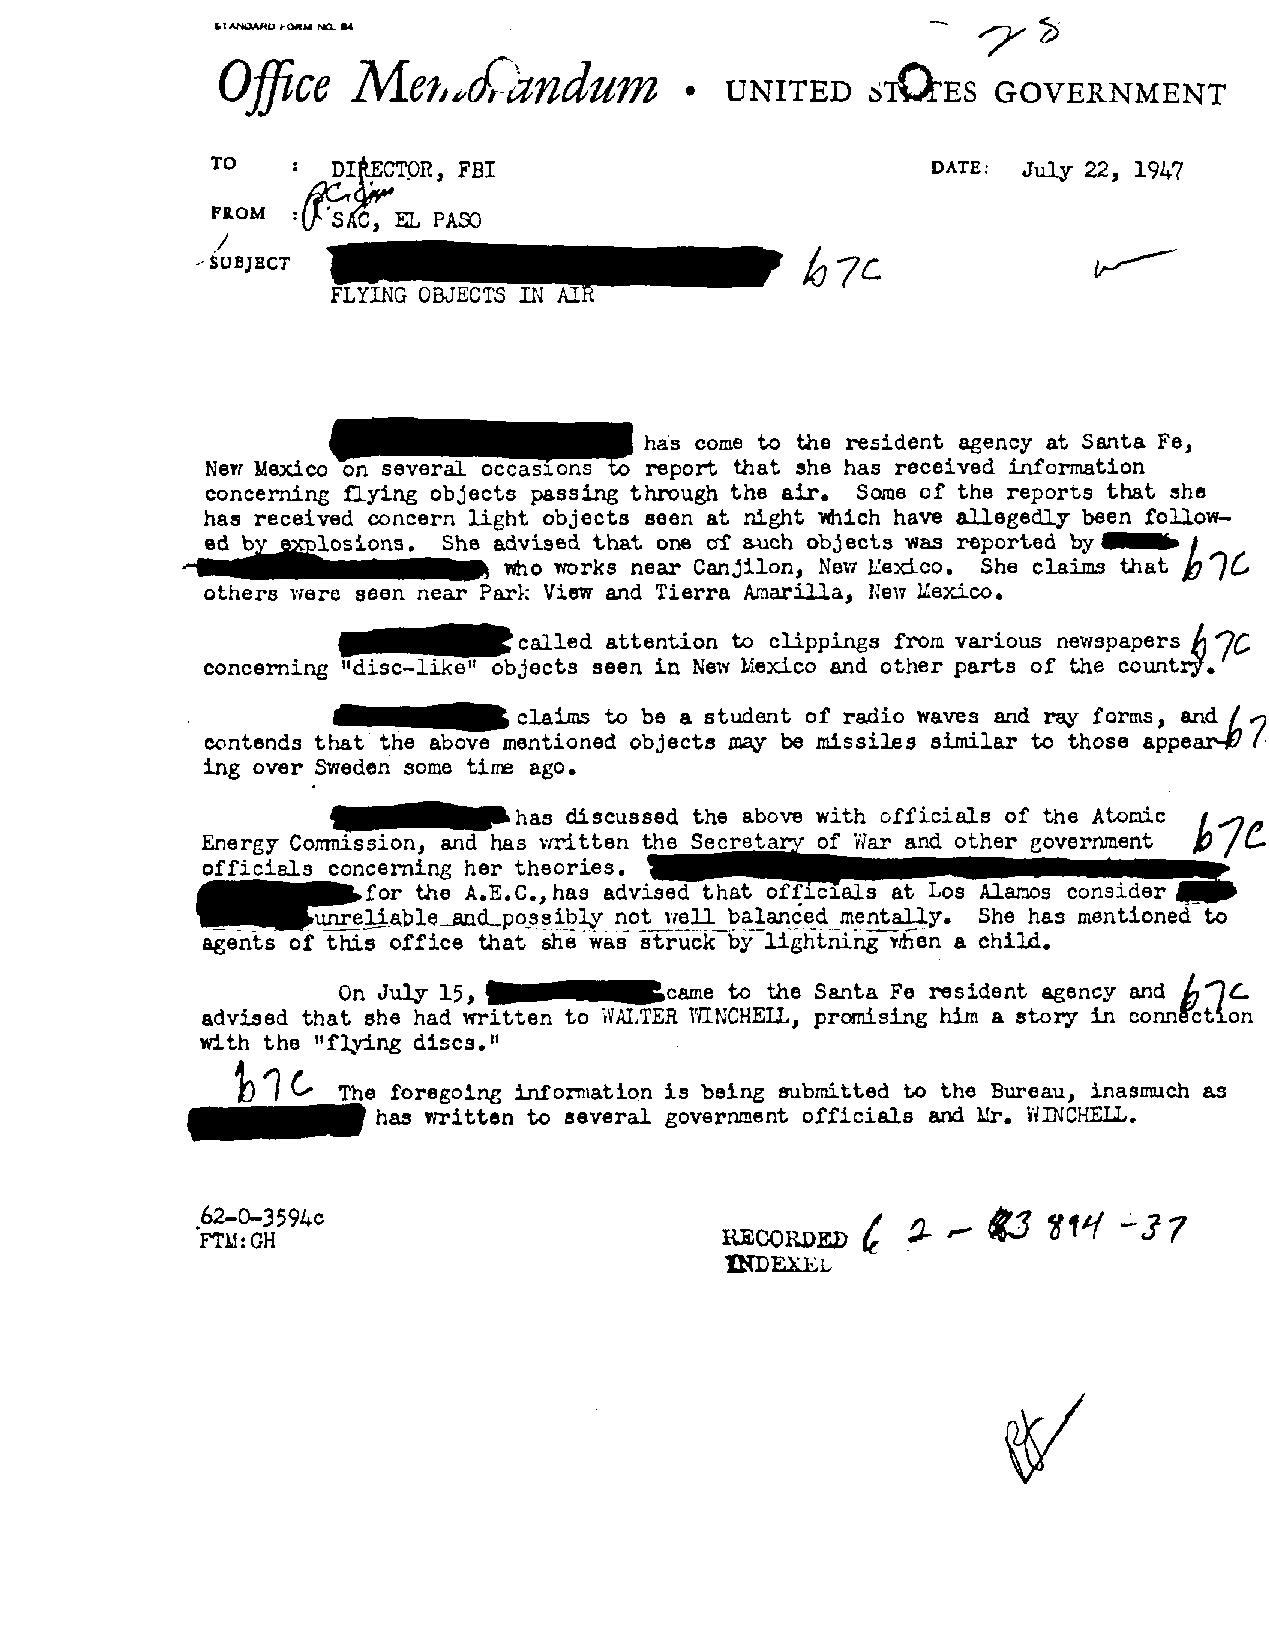 STANDARD FORM NO. 64
Office Memorandum • UNITED STATES GOVERNMENT
TO : DIRECTOR, FBI DATE: July 22, 1947
FROM : SAC, EL PASO
SUBJECT b7C
FLYING OBJECTS IN AIR
has come to the resident agency at Santa Fe,
New Mexico on several occasions to report that she has received information
concerning flying objects passing through the air. Some of the reports that she
has received concern light objects seen at night which have allegedly been follow-
ed by explosions. She advised that one of such objects was reported by
who works near Canjilon, New Mexico. She claims that b7C
others were seen near Park View and Tierra Amarilla, New Mexico.
called attention to clippings from various newspapers b7C
concerning "disc-like" objects seen in New Mexico and other parts of the country.
claims to be a student of radio waves and ray forms, and b7
contends that the above mentioned objects may be missiles similar to those appear-
ing over Sweden some time ago.
has discussed the above with officials of the Atomic
Energy Commission, and has written the Secretary of War and other government b7C
officials concerning her theories.
for the A.E.C., has advised that officials at Los Alamos consider
unreliable and possibly not well balanced mentally. She has mentioned to
agents of this office that she was struck by lightning when a child.
On July 15, came to the Santa Fe resident agency and b7C
advised that she had written to WALTER WINCHELL, promising him a story in connection
with the "flying discs."
b7C The foregoing information is being submitted to the Bureau, inasmuch as
has written to several government officials and Mr. WINCHELL.
62-0-3594c
FTM:GH
RECORDED 62-83894-37
INDEXED